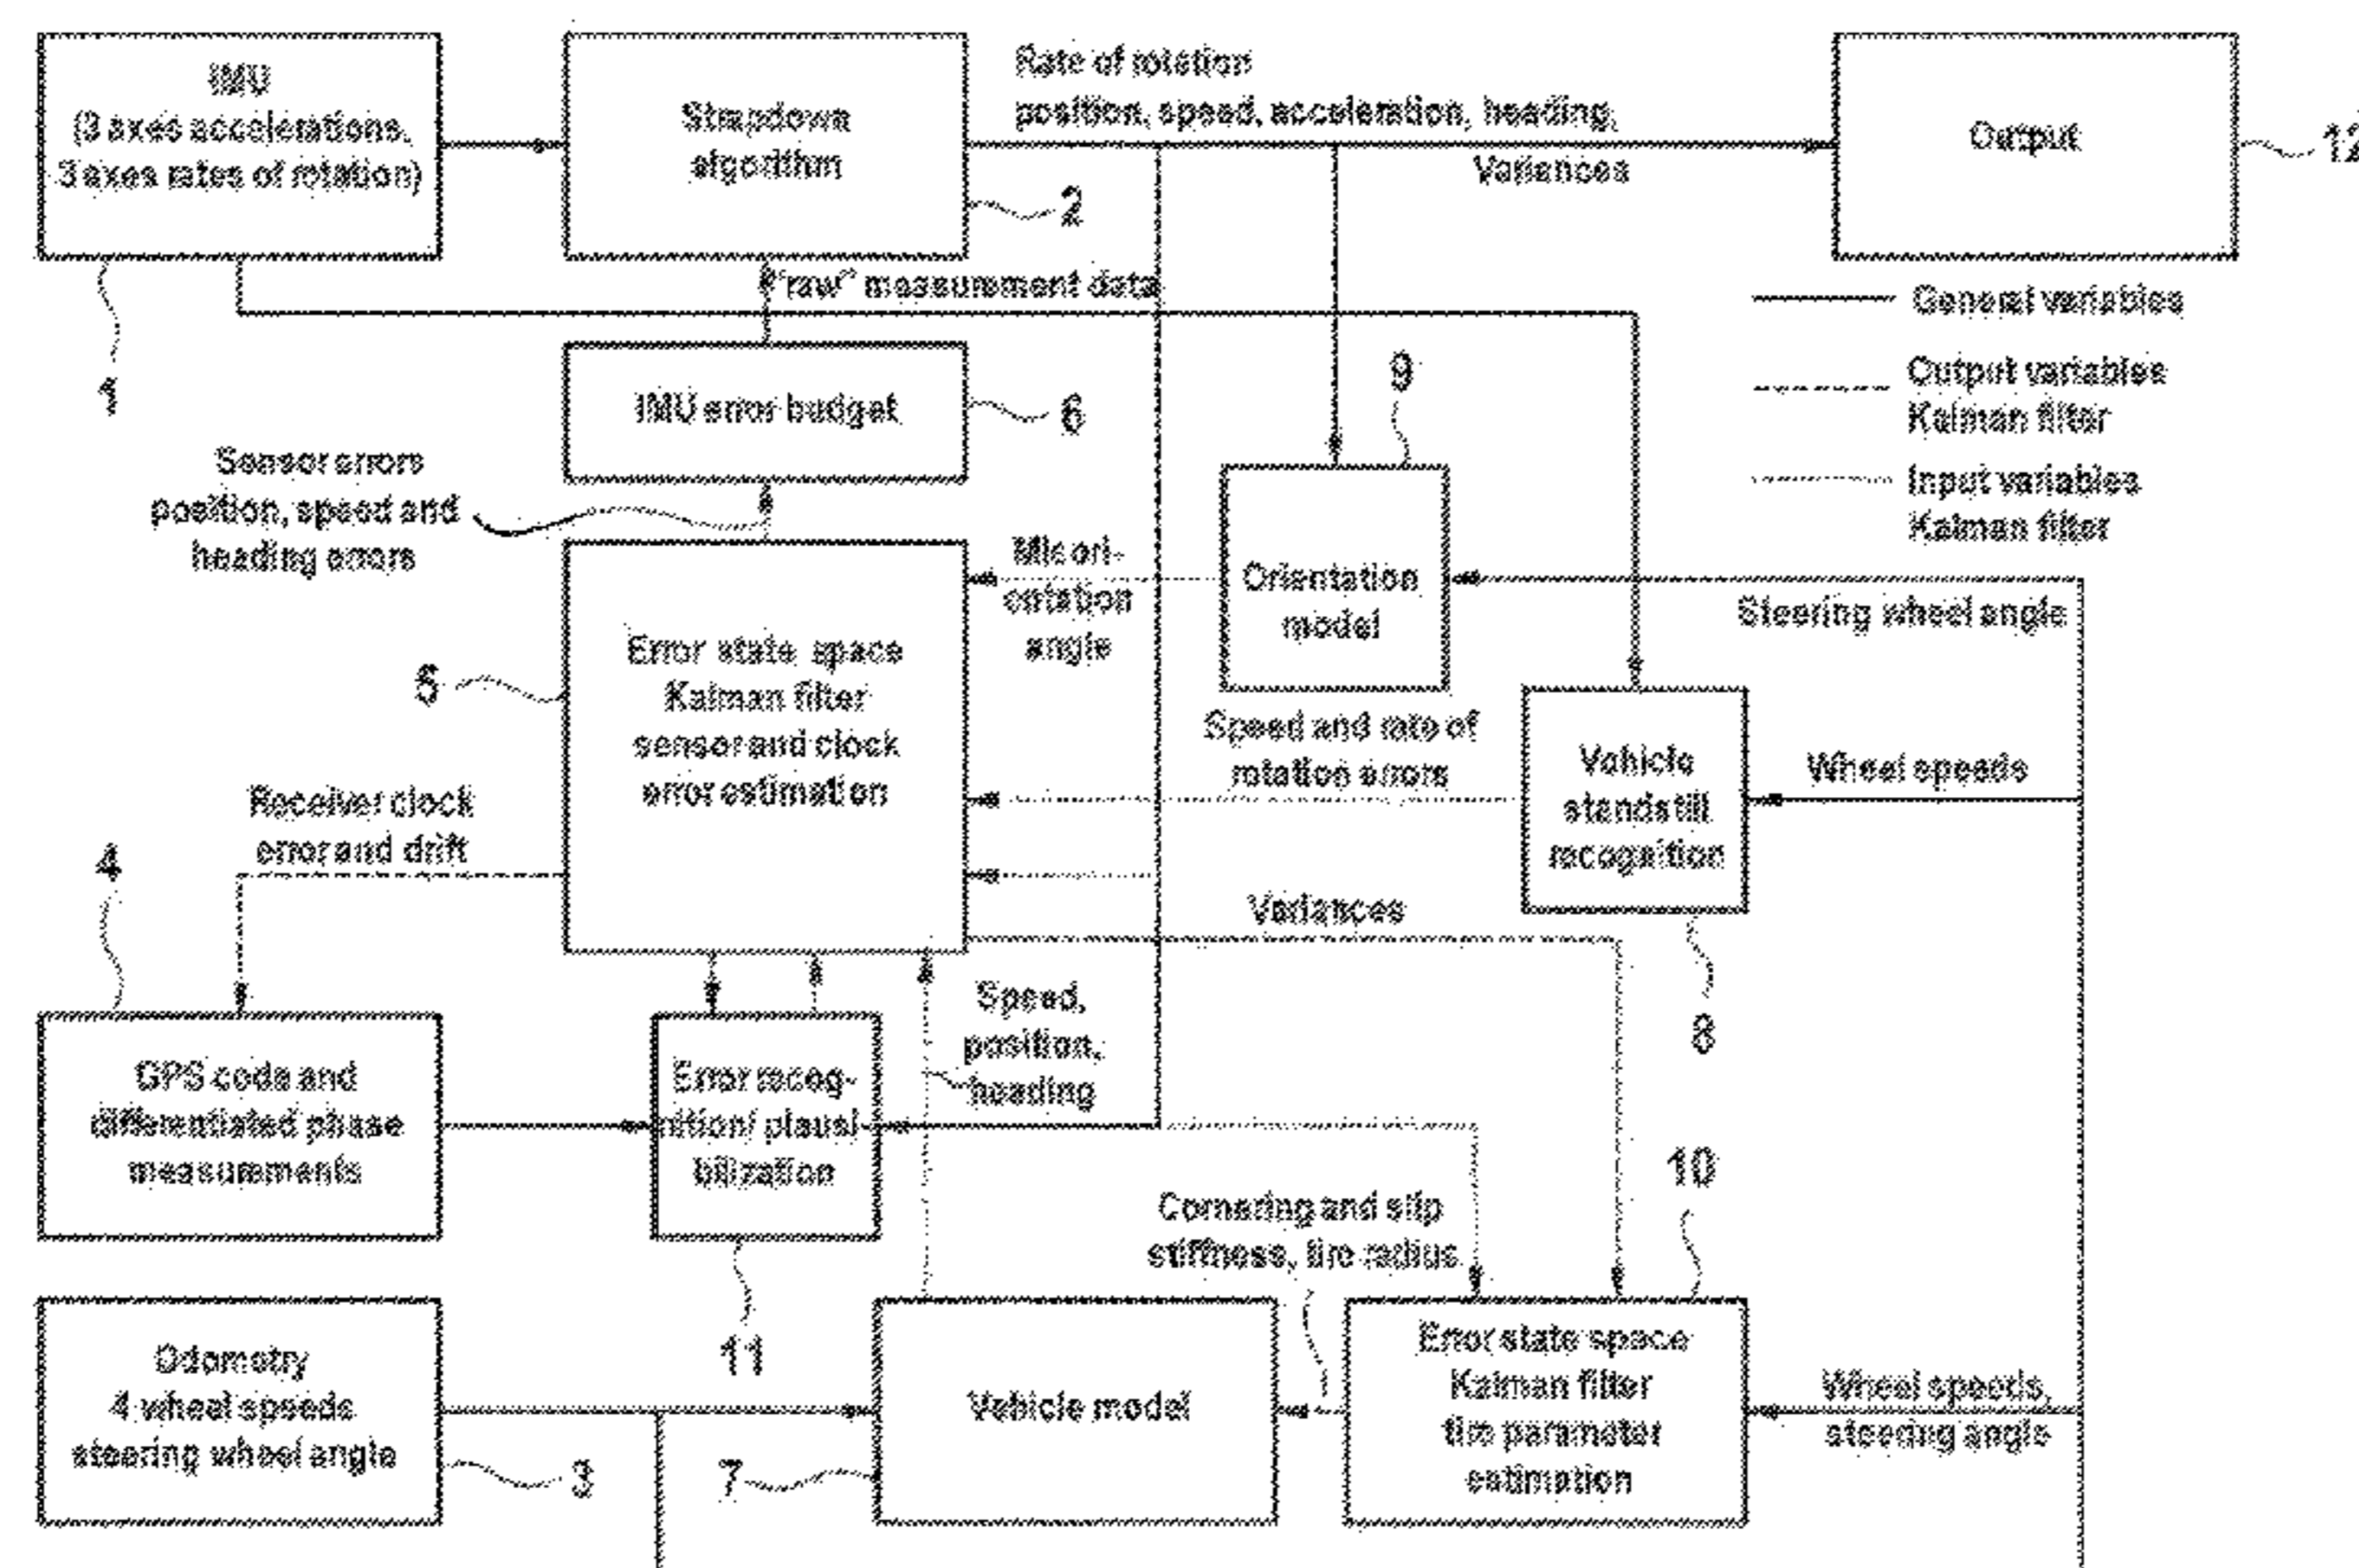 IMU
(3 axes accelerations,
3 axes rates of rotation)
Strapdown
algorithm
Rate of rotation
position, speed, acceleration, heading,
Variances
Output
12
2
"raw" measurement data
1
General variables
Output variables
Kalman filter
Input variables
Kalman filter
IMU error budget
6
9
Sensor errors
position, speed and
heading errors
Misori-
entation
angle
Orientation
model
Steering wheel angle
5
Error state space
Kalman filter
sensor and clock
error estimation
Speed and rate of
rotation errors
Vehicle
standstill
recognition
Wheel speeds
Receiver clock
error and drift
4
Variances
8
Speed,
position,
heading
GPS code and
differentiated phase
measurements
Error recog-
nition/ plausi
bilization
10
Cornering and slip
stiffness, tire radius
11
Odometry
4 wheel speeds
steering wheel angle
3
7
Vehicle model
Error state space
Kalman filter
tire parameter
estimation
Wheel speeds,
steering angle